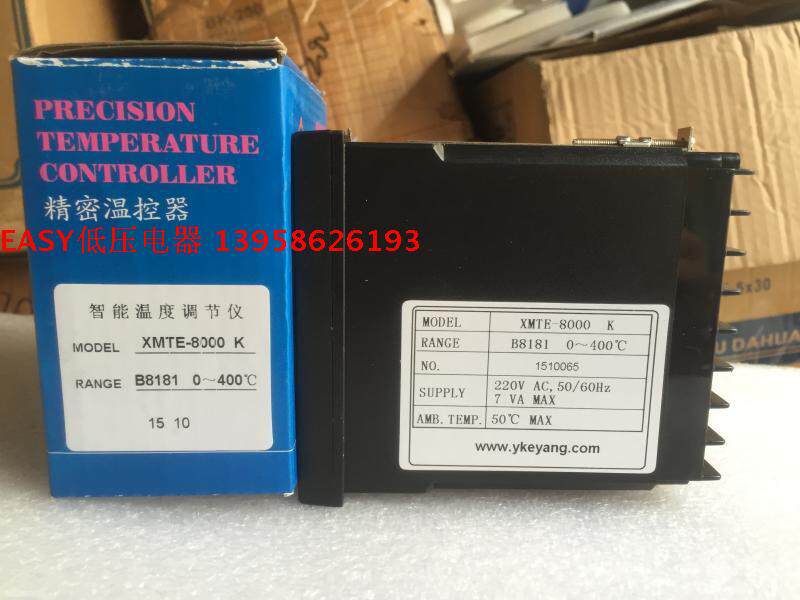 PRECISION
TEMPERATURE
CONTROLLER
精密温控器
EASY低压电器 13958626193
智能温度调节仪
MODEL XMTE-8000 K
RANGE B8181 0～400℃
15 10
MODEL XMTE-8000 K
RANGE B8181 0～400℃
NO. 1510065
SUPPLY 220V AC,50/60Hz
7 VA MAX
AMB.TEMP. 50℃ MAX
www.ykeyang.com
5x30
U DAHUA